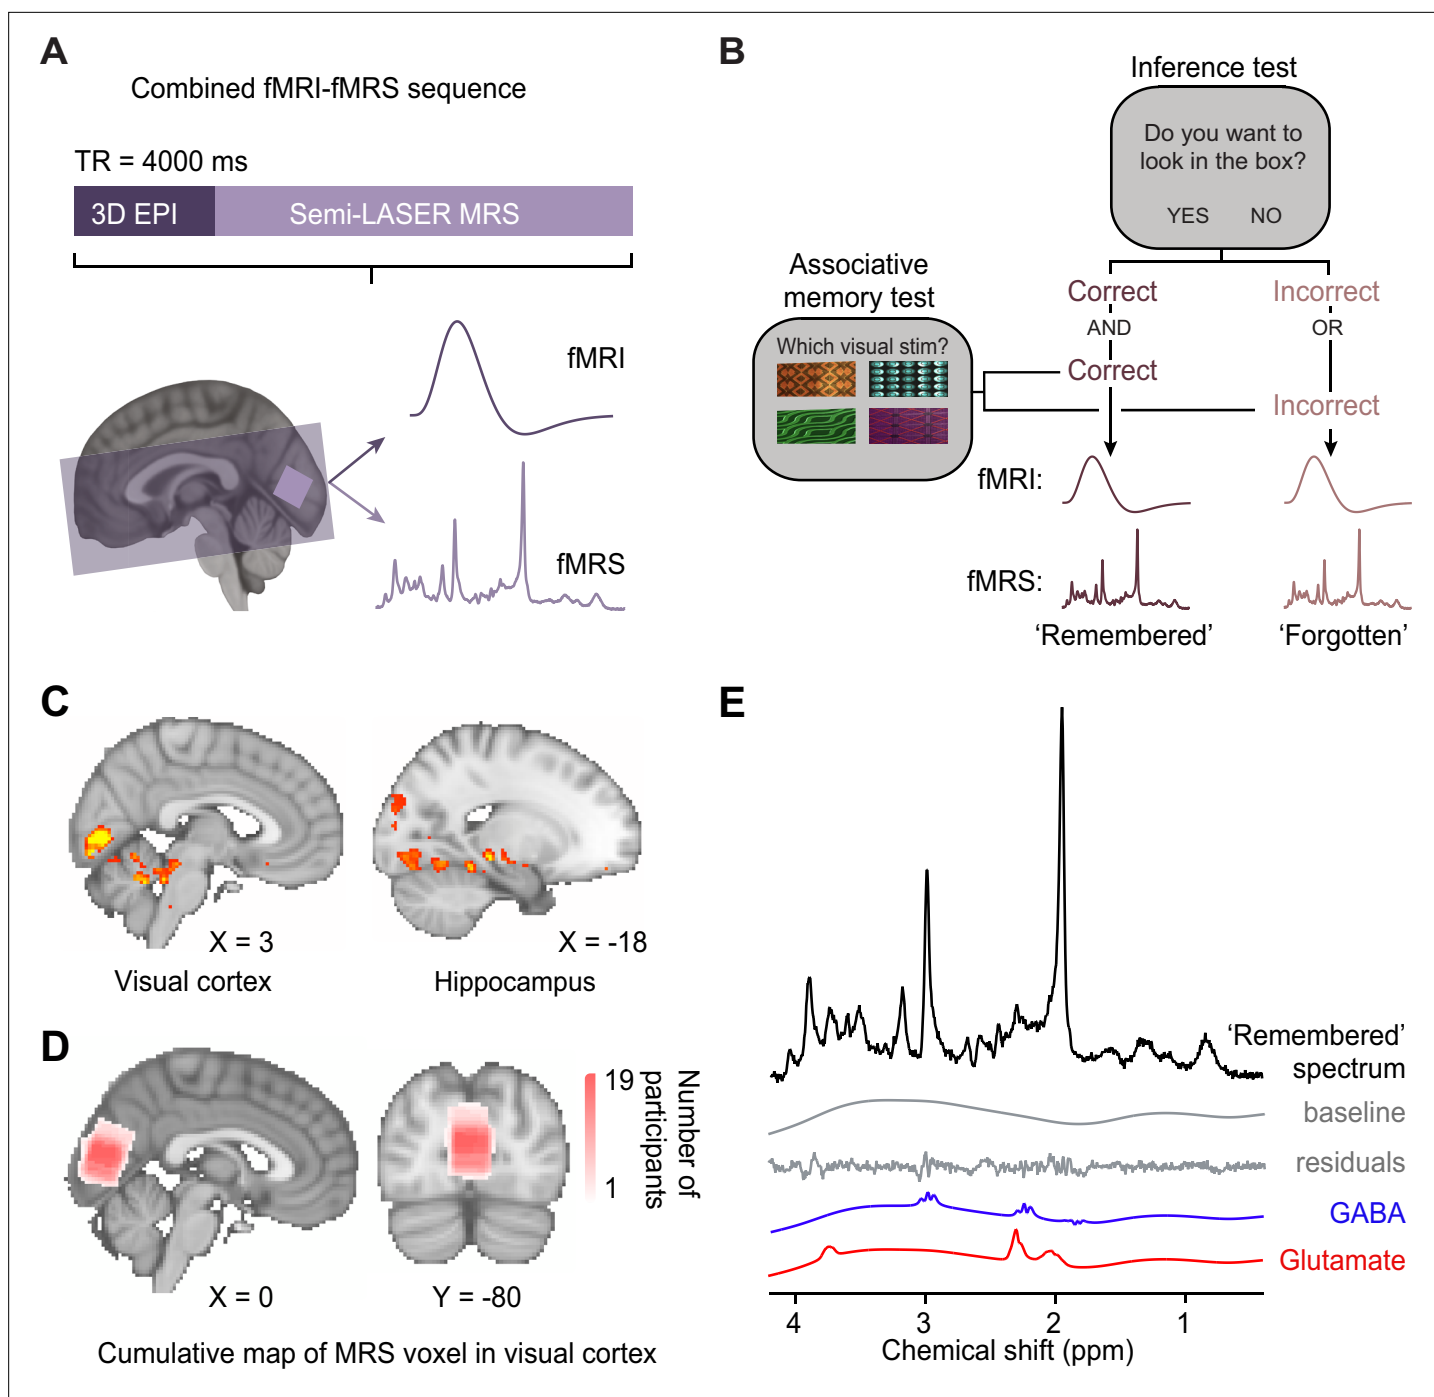 A
Combined fMRI-fMRS sequence
TR = 4000 ms
3D EPI
Semi-LASER MRS
fMRI
fMRS
B
Inference test
Do you want to
look in the box?
YES NO
Associative
memory test
Which visual stim?
Correct
Incorrect
AND
OR
Correct
Incorrect
fMRI:
fMRS:
‘Remembered’
‘Forgotten’
C
X = 3
X = -18
Visual cortex
Hippocampus
D
19
1
Number of
participants
X = 0
Y = -80
Cumulative map of MRS voxel in visual cortex
E
‘Remembered’
spectrum
baseline
residuals
GABA
Glutamate
4 3 2 1
Chemical shift (ppm)